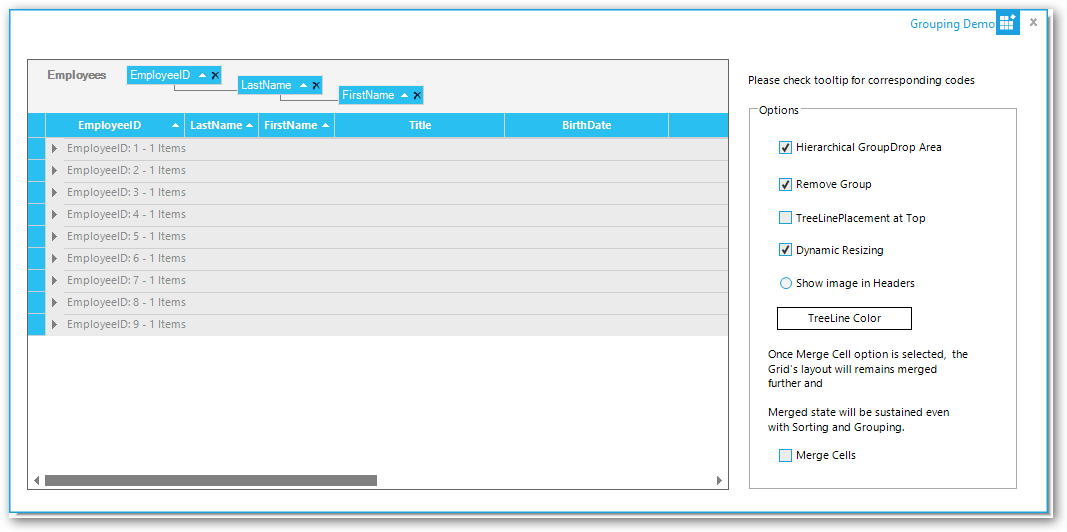 Grouping Demo
Employees
EmployeeID
LastName
FirstName
EmployeeID LastName FirstName Title BirthDate
EmployeeID: 1 - 1 Items
EmployeeID: 2 - 1 Items
EmployeeID: 3 - 1 Items
EmployeeID: 4 - 1 Items
EmployeeID: 5 - 1 Items
EmployeeID: 6 - 1 Items
EmployeeID: 7 - 1 Items
EmployeeID: 8 - 1 Items
EmployeeID: 9 - 1 Items
Please check tooltip for corresponding codes
Options
Hierarchical GroupDrop Area
Remove Group
TreeLinePlacement at Top
Dynamic Resizing
Show image in Headers
TreeLine Color
Once Merge Cell option is selected, the
Grid's layout will remains merged
further and
Merged state will be sustained even
with Sorting and Grouping.
Merge Cells